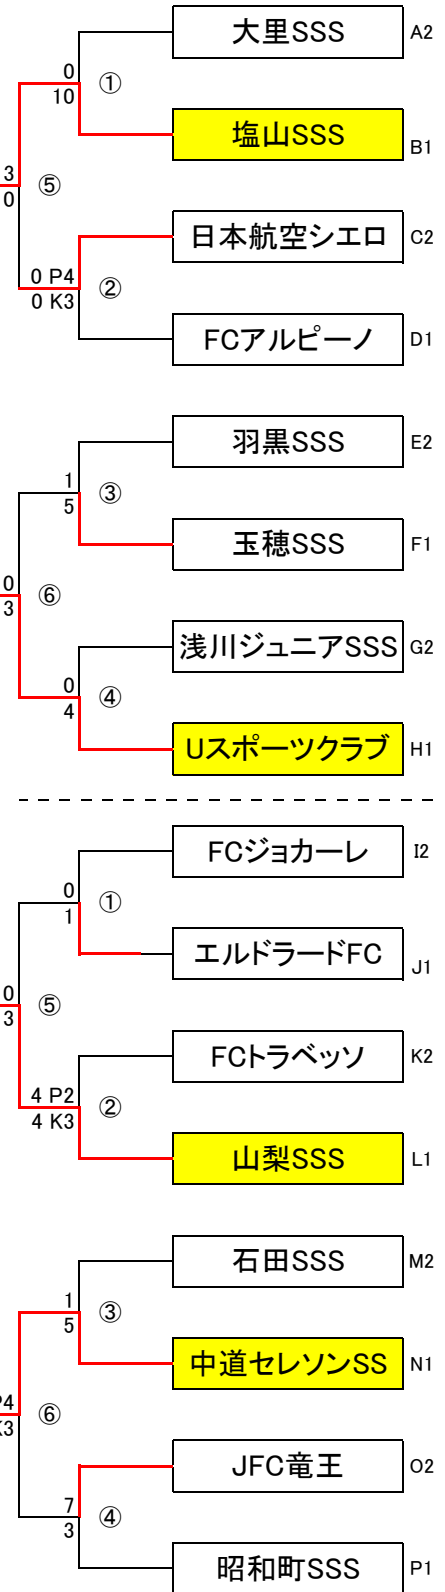 大里SSS A2
0
10
①
塩山SSS B1
3
0
⑤
日本航空シエロ C2
0 P4
0 K3
②
FCアルピーノ D1
羽黒SSS E2
1
5
③
玉穂SSS F1
0
3
⑥
浅川ジュニアSSS G2
0
4
④
Uスポーツクラブ H1
FCジョカーレ I2
0
1
①
エルドラードFC J1
0
3
⑤
FCトラベッソ K2
4 P2
4 K3
②
山梨SSS L1
石田SSS M2
1
5
③
中道セレソンSS N1
P4
K3
⑥
JFC竜王 O2
7
3
④
昭和町SSS P1